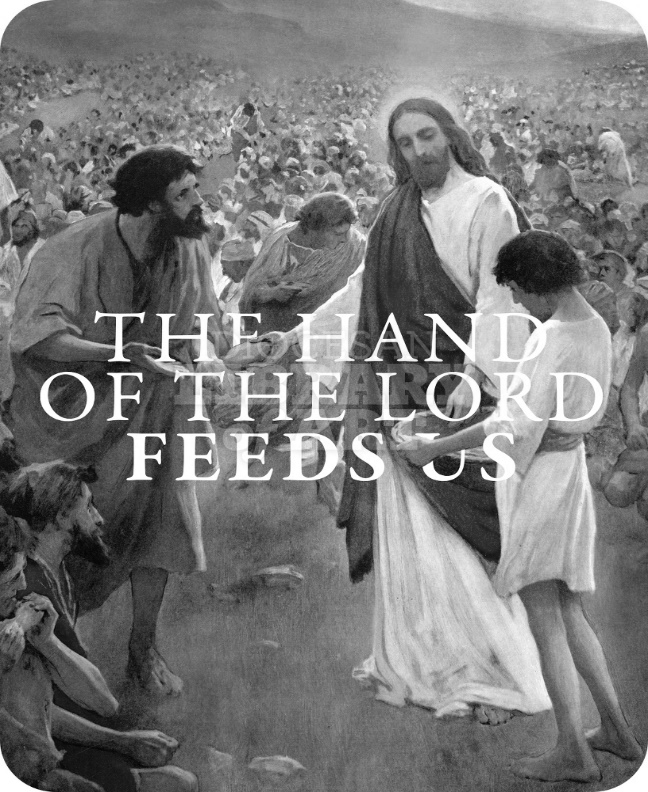 THE HAND
OF THE LORD
FEEDS US